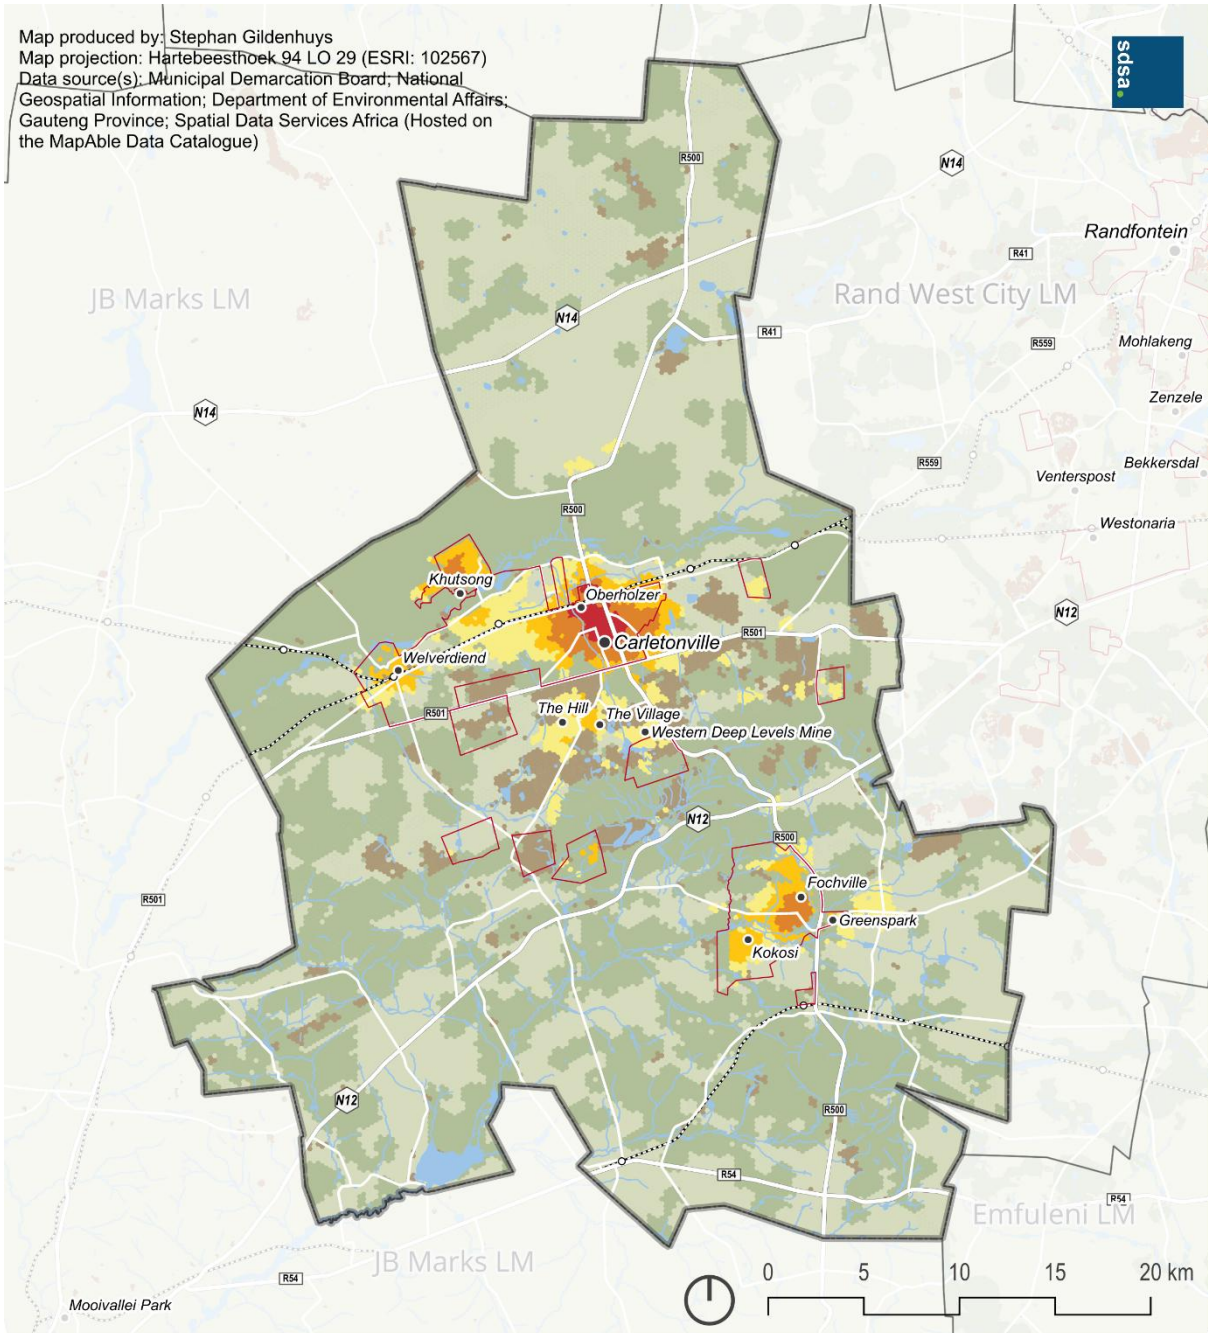 Map produced by: Stephan Gildenhuys
Map projection: Hartebeesthoek 94 LO 29 (ESRI: 102567)
Data source(s): Municipal Demarcation Board; National
Geospatial Information; Department of Environmental Affairs;
Gauteng Province; Spatial Data Services Africa (Hosted on
the MapAble Data Catalogue)
sdsa.
R500
N14
Randfontein
R41
JB Marks LM
Rand West City LM
N14
R41
R559
Mohlakeng
Zenzele
N14
R559
Bekkersdal
Venterspost
R500
Westonaria
Khutsong
Oberholzer
N12
R501
Carletonville
Welverdiend
R501
The Hill
The Village
Western Deep Levels Mine
N12
R500
Fochville
R501
Greenspark
Kokosi
N12
R500
R54
R54
Emfuleni LM
JB Marks LM
R54
0 5 10 15 20 km
Mooivallei Park